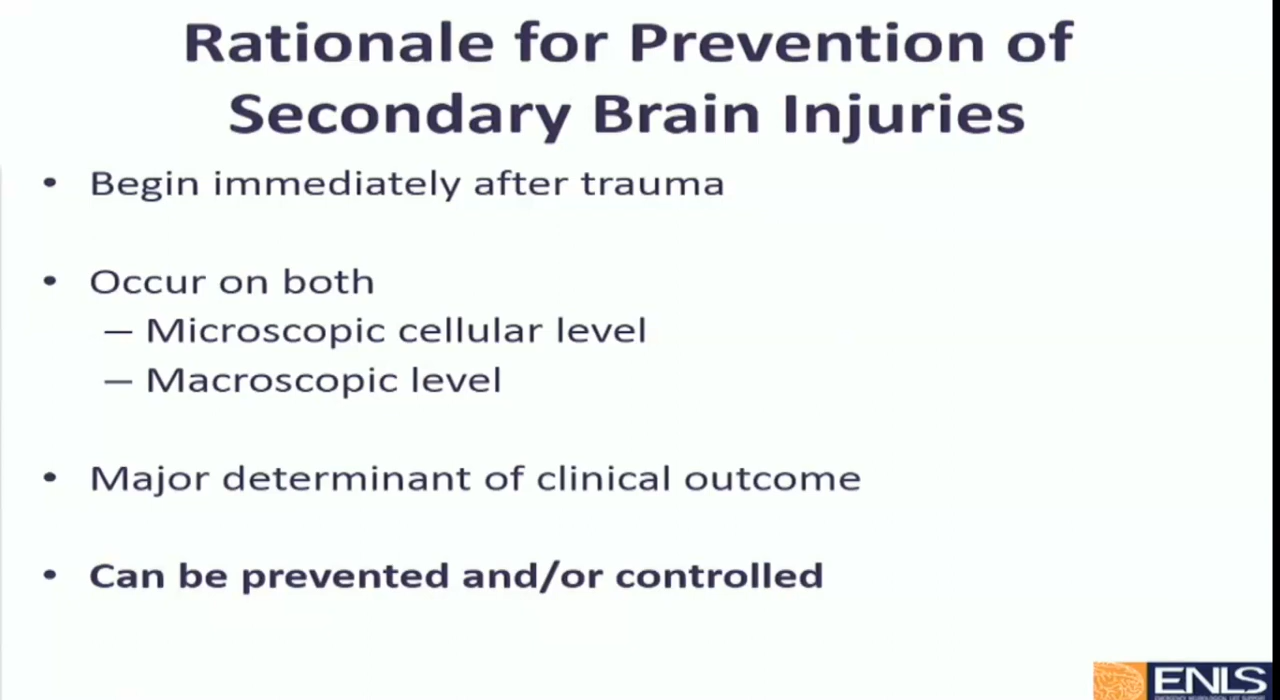 Rationale for Prevention of
Secondary Brain Injuries
• Begin immediately after trauma
• Occur on both
— Microscopic cellular level
— Macroscopic level
• Major determinant of clinical outcome
• Can be prevented and/or controlled
ENLS